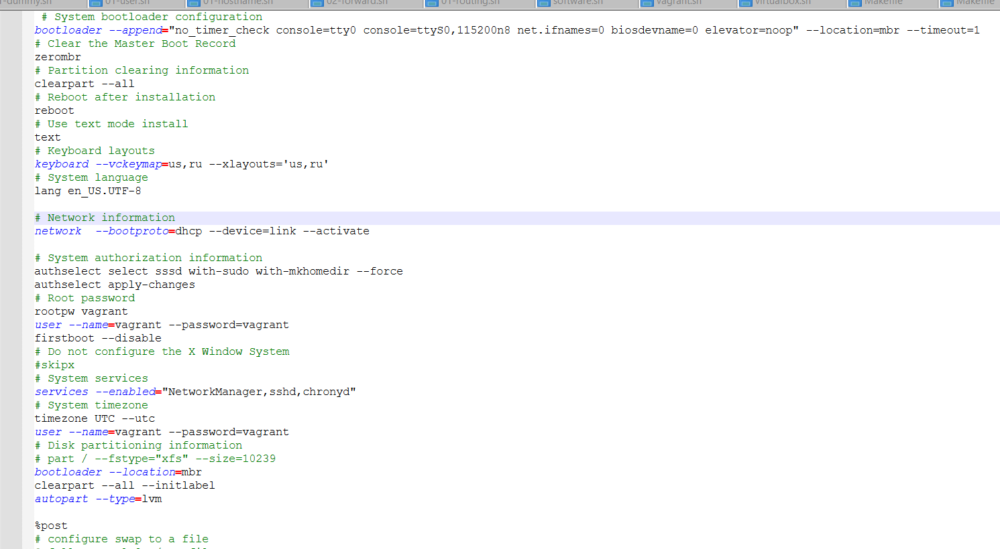 -dummy.sh 01-user.sh 01-hostname.sh 02-forward.sh 01-routing.sh software.sh vagrant.sh virtualbox.sh Makefile Makefile
# System bootloader configuration
bootloader --append="no_timer_check console=tty0 console=ttyS0,115200n8 net.ifnames=0 biosdevname=0 elevator=noop" --location=mbr --timeout=1
# Clear the Master Boot Record
zerombr
# Partition clearing information
clearpart --all
# Reboot after installation
reboot
# Use text mode install
text
# Keyboard layouts
keyboard --vckeymap=us,ru --xlayouts='us,ru'
# System language
lang en_US.UTF-8
# Network information
network  --bootproto=dhcp --device=link --activate
# System authorization information
authselect select sssd with-sudo with-mkhomedir --force
authselect apply-changes
# Root password
rootpw vagrant
user --name=vagrant --password=vagrant
firstboot --disable
# Do not configure the X Window System
#skipx
# System services
services --enabled="NetworkManager,sshd,chronyd"
# System timezone
timezone UTC --utc
user --name=vagrant --password=vagrant
# Disk partitioning information
# part / --fstype="xfs" --size=10239
bootloader --location=mbr
clearpart --all --initlabel
autopart --type=lvm
%post
# configure swap to a file